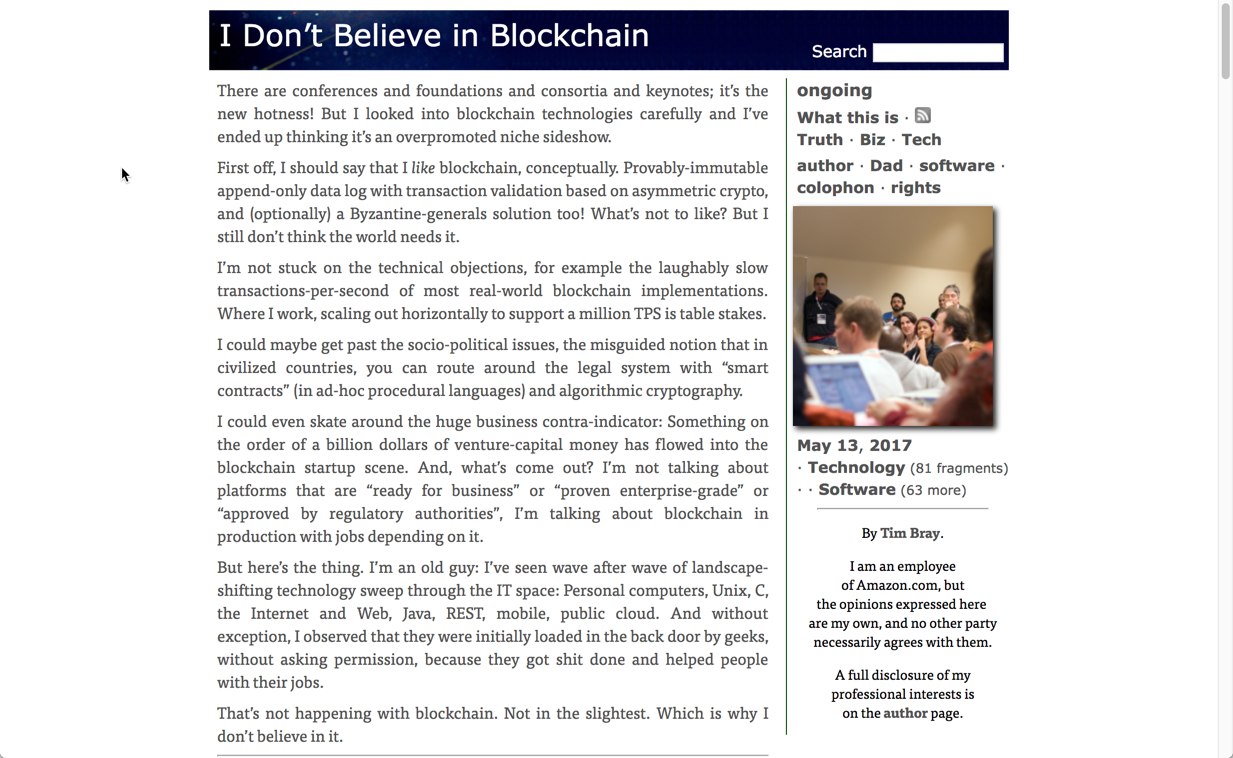 I Don’t Believe in Blockchain
Search
There are conferences and foundations and consortia and keynotes; it’s the
new hotness! But I looked into blockchain technologies carefully and I’ve
ended up thinking it’s an overpromoted niche sideshow.
First off, I should say that I like blockchain, conceptually. Provably-immutable
append-only data log with transaction validation based on asymmetric crypto,
and (optionally) a Byzantine-generals solution too! What’s not to like? But I
still don’t think the world needs it.
I’m not stuck on the technical objections, for example the laughably slow
transactions-per-second of most real-world blockchain implementations.
Where I work, scaling out horizontally to support a million TPS is table stakes.
I could maybe get past the socio-political issues, the misguided notion that in
civilized countries, you can route around the legal system with “smart
contracts” (in ad-hoc procedural languages) and algorithmic cryptography.
I could even skate around the huge business contra-indicator: Something on
the order of a billion dollars of venture-capital money has flowed into the
blockchain startup scene. And, what’s come out? I’m not talking about
platforms that are “ready for business” or “proven enterprise-grade” or
“approved by regulatory authorities”, I’m talking about blockchain in
production with jobs depending on it.
But here’s the thing. I’m an old guy: I’ve seen wave after wave of landscape-
shifting technology sweep through the IT space: Personal computers, Unix, C,
the Internet and Web, Java, REST, mobile, public cloud. And without
exception, I observed that they were initially loaded in the back door by geeks,
without asking permission, because they got shit done and helped people
with their jobs.
That’s not happening with blockchain. Not in the slightest. Which is why I
don’t believe in it.
ongoing
What this is ·
Truth · Biz · Tech
author · Dad · software ·
colophon · rights
May 13, 2017
· Technology (81 fragments)
· · Software (63 more)
By Tim Bray.
I am an employee
of Amazon.com, but
the opinions expressed here
are my own, and no other party
necessarily agrees with them.
A full disclosure of my
professional interests is
on the author page.